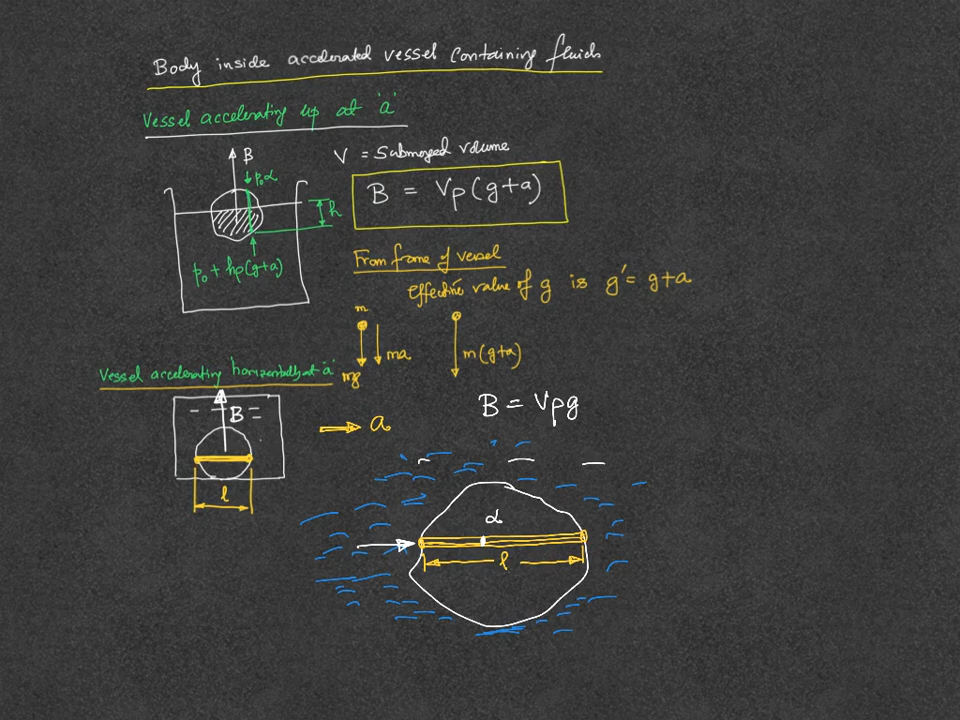 Body inside accelerated vessel containing fluids
Vessel accelerating up at 'a'
B
p₀α
h
p₀ + hρ(g+a)
V = Submerged volume
B = Vρ(g+a)
From frame of vessel
Effective value of g is g' = g+a
m
ma
mg
m(g+a)
Vessel accelerating horizontally at 'a'
B
l
a
B = Vρg
α
l